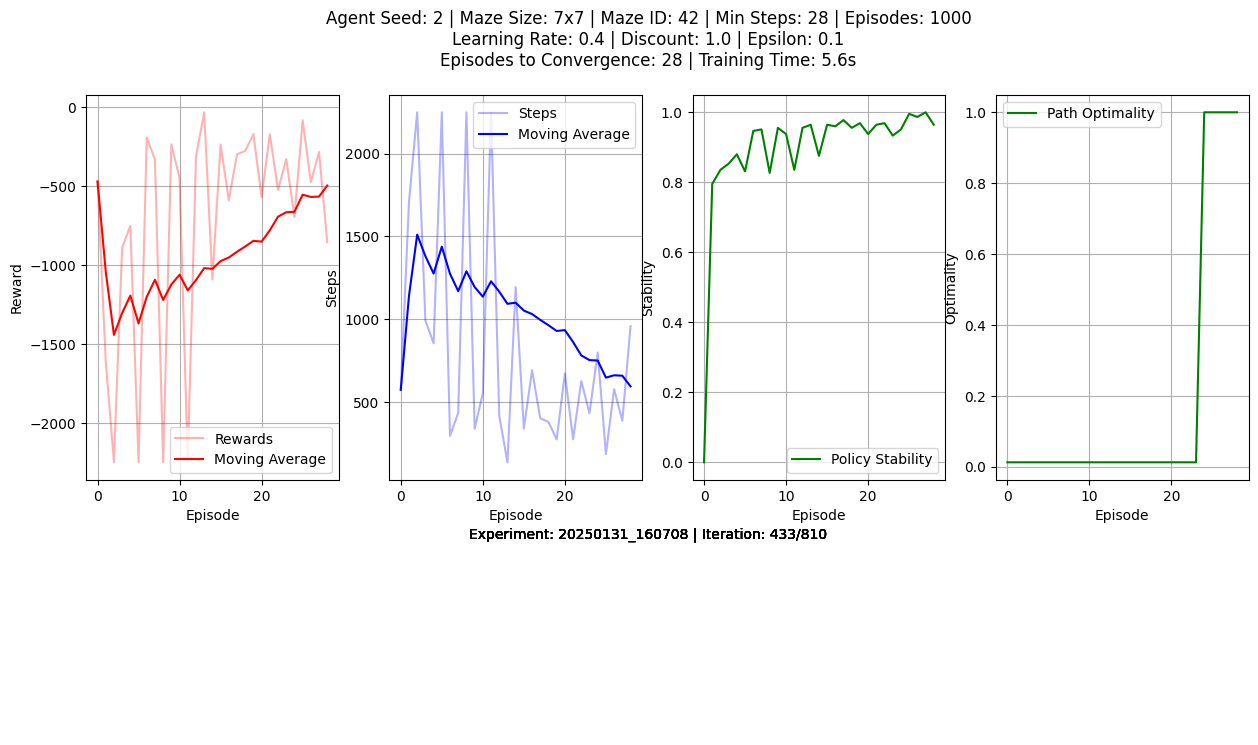 Agent Seed: 2 | Maze Size: 7x7 | Maze ID: 42 | Min Steps: 28 | Episodes: 1000
Learning Rate: 0.4 | Discount: 1.0 | Epsilon: 0.1
Episodes to Convergence: 28 | Training Time: 5.6s
Reward
0
−500
−1000
−1500
−2000
Rewards
Moving Average
0
10
20
Episode
Steps
2000
1500
1000
500
Steps
Moving Average
0
10
20
Episode
Stability
1.0
0.8
0.6
0.4
0.2
0.0
Policy Stability
0
10
20
Episode
Optimality
1.0
0.8
0.6
0.4
0.2
0.0
Path Optimality
0
10
20
Episode
Experiment: 20250131_160708 | Iteration: 433/810